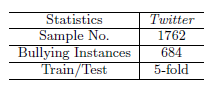 Statistics Twitter
Sample No. 1762
Bullying Instances 684
Train/Test 5-fold